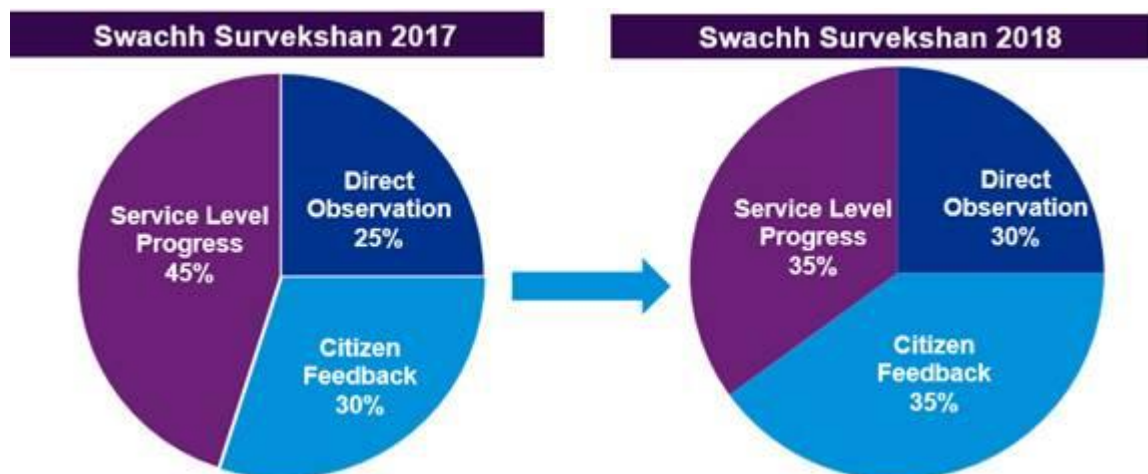 Swachh Survekshan 2017
Service Level
Progress
45%
Direct
Observation
25%
Citizen
Feedback
30%
Swachh Survekshan 2018
Service Level
Progress
35%
Direct
Observation
30%
Citizen
Feedback
35%